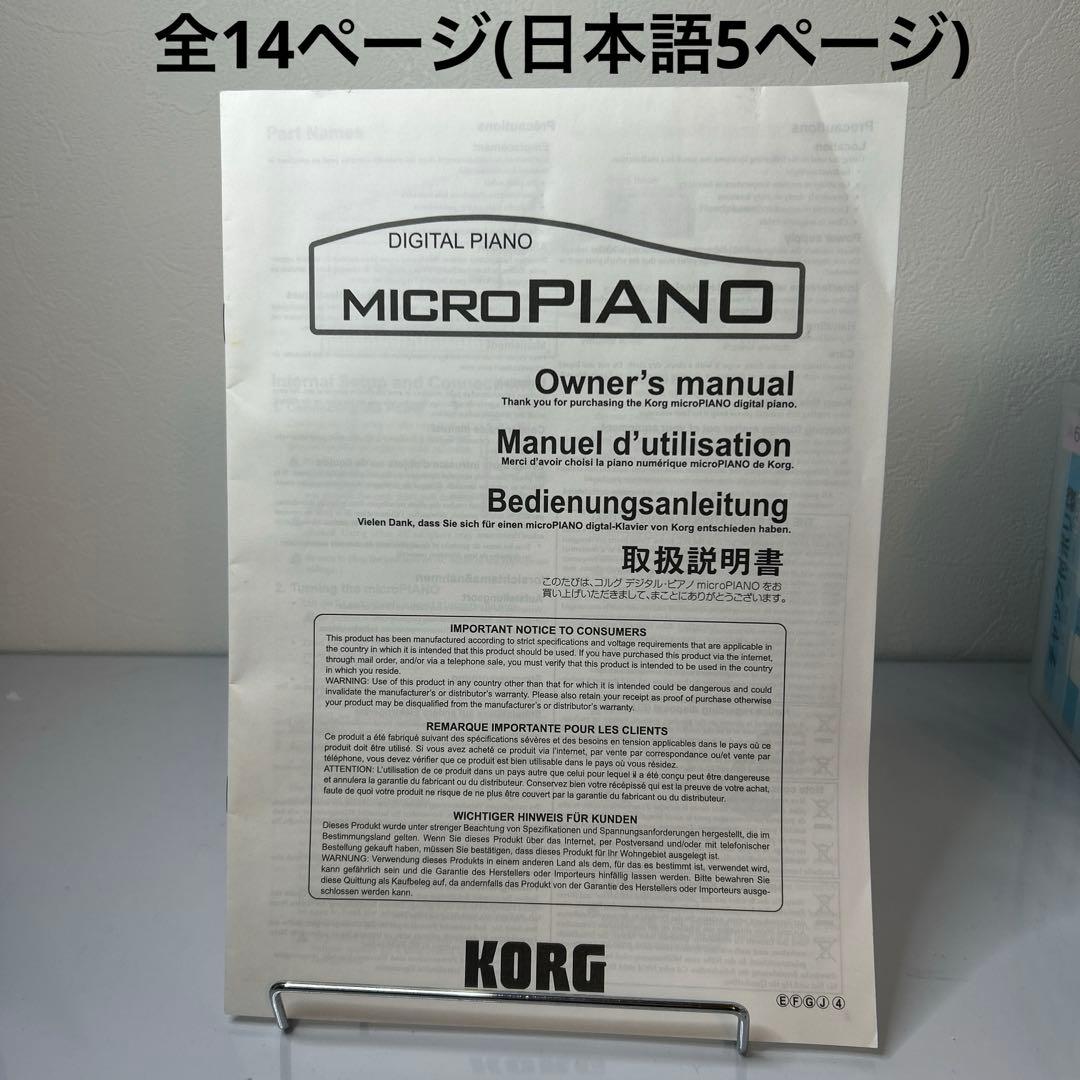 全14ページ(日本語5ページ)
Part Names
DIGITAL PIANO
MICROPIANO
Owner's manual
Thank you for purchasing the Korg microPIANO digital piano.
Manuel d'utilisation
Merci d'avoir choisi la piano numérique microPIANO de Korg.
Bedienungsanleitung
Vielen Dank, dass Sie sich für einen microPIANO digtal-Klavier von Korg entschieden haben.
取扱説明書
このたびは、コルグ デジタル・ピアノ microPIANO をお
買い上げいただきまして、まことにありがとうございます。
2. Turning the microPIANO
IMPORTANT NOTICE TO CONSUMERS
This product has been manufactured according to strict specifications and voltage requirements that are applicable in
the country in which it is intended that this product should be used. If you have purchased this product via the internet,
through mail order, and/or via a telephone sale, you must verify that this product is intended to be used in the country
in which you reside.
WARNING: Use of this product in any country other than that for which it is intended could be dangerous and could
invalidate the manufacturer's or distributor's warranty. Please also retain your receipt as proof of purchase otherwise
your product may be disqualified from the manufacturer's or distributor's warranty.
REMARQUE IMPORTANTE POUR LES CLIENTS
Ce produit a été fabriqué suivant des spécifications sévères et des besoins en tension applicables dans le pays où ce
produit doit être utilisé. Si vous avez acheté ce produit via l'internet, par vente par correspondance ou/et vente par
téléphone, vous devez vérifier que ce produit est bien utilisable dans le pays où vous résidez.
ATTENTION: L'utilisation de ce produit dans un pays autre que celui pour lequel il a été conçu peut être dangereuse
et annulera la garantie du fabricant ou du distributeur. Conservez bien votre récépissé qui est la preuve de votre achat,
faute de quoi votre produit ne risque de ne plus être couvert par la garantie du fabricant ou du distributeur.
WICHTIGER HINWEIS FÜR KUNDEN
Dieses Produkt wurde unter strenger Beachtung von Spezifikationen und Spannungsanforderungen hergestellt, die im
Bestimmungsland gelten. Wenn Sie dieses Produkt über das Internet, per Postversand und/oder mit telefonischer
Bestellung gekauft haben, müssen Sie bestätigen, dass dieses Produkt für Ihr Wohngebiet ausgelegt ist.
WARNUNG: Verwendung dieses Produkts in einem anderen Land als dem, für das es bestimmt ist, verwendet wird,
kann gefährlich sein und die Garantie des Herstellers oder Importeurs hinfällig lassen werden. Bitte bewahren Sie
diese Quittung als Kaufbeleg auf, da andernfalls das Produkt von der Garantie des Herstellers oder Importeurs ausge-
schlossen werden kann.
KORG
Ⓔ Ⓕ Ⓖ Ⓙ ④